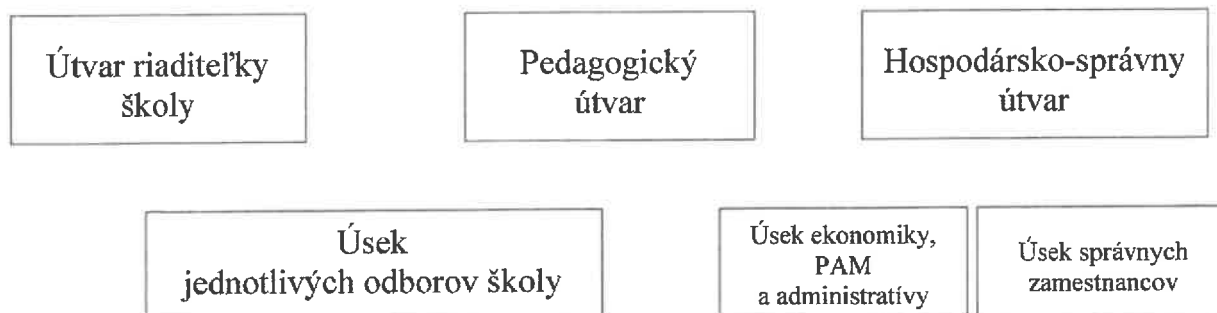 Útvar riaditeľky
školy
Pedagogický
útvar
Hospodársko-správny
útvar
Úsek
jednotlivých odborov školy
Úsek ekonomiky,
PAM
a administratívy
Úsek správnych
zamestnancov